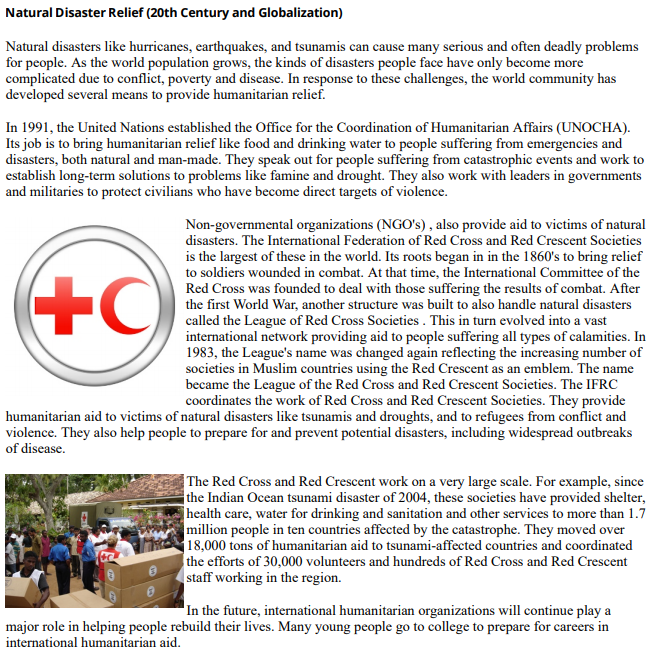 Natural Disaster Relief (20th Century and Globalization)
Natural disasters like hurricanes, earthquakes, and tsunamis can cause many serious and often deadly problems
for people. As the world population grows, the kinds of disasters people face have only become more
complicated due to conflict, poverty and disease. In response to these challenges, the world community has
developed several means to provide humanitarian relief.
In 1991, the United Nations established the Office for the Coordination of Humanitarian Affairs (UNOCHA).
Its job is to bring humanitarian relief like food and drinking water to people suffering from emergencies and
disasters, both natural and man-made. They speak out for people suffering from catastrophic events and work to
establish long-term solutions to problems like famine and drought. They also work with leaders in governments
and militaries to protect civilians who have become direct targets of violence.
Non-governmental organizations (NGO's) , also provide aid to victims of natural
disasters. The International Federation of Red Cross and Red Crescent Societies
is the largest of these in the world. Its roots began in in the 1860's to bring relief
to soldiers wounded in combat. At that time, the International Committee of the
Red Cross was founded to deal with those suffering the results of combat. After
the first World War, another structure was built to also handle natural disasters
called the League of Red Cross Societies . This in turn evolved into a vast
international network providing aid to people suffering all types of calamities. In
1983, the League's name was changed again reflecting the increasing number of
societies in Muslim countries using the Red Crescent as an emblem. The name
became the League of the Red Cross and Red Crescent Societies. The IFRC
coordinates the work of Red Cross and Red Crescent Societies. They provide
humanitarian aid to victims of natural disasters like tsunamis and droughts, and to refugees from conflict and
violence. They also help people to prepare for and prevent potential disasters, including widespread outbreaks
of disease.
The Red Cross and Red Crescent work on a very large scale. For example, since
the Indian Ocean tsunami disaster of 2004, these societies have provided shelter,
health care, water for drinking and sanitation and other services to more than 1.7
million people in ten countries affected by the catastrophe. They moved over
18,000 tons of humanitarian aid to tsunami-affected countries and coordinated
the efforts of 30,000 volunteers and hundreds of Red Cross and Red Crescent
staff working in the region.
In the future, international humanitarian organizations will continue play a
major role in helping people rebuild their lives. Many young people go to college to prepare for careers in
international humanitarian aid.